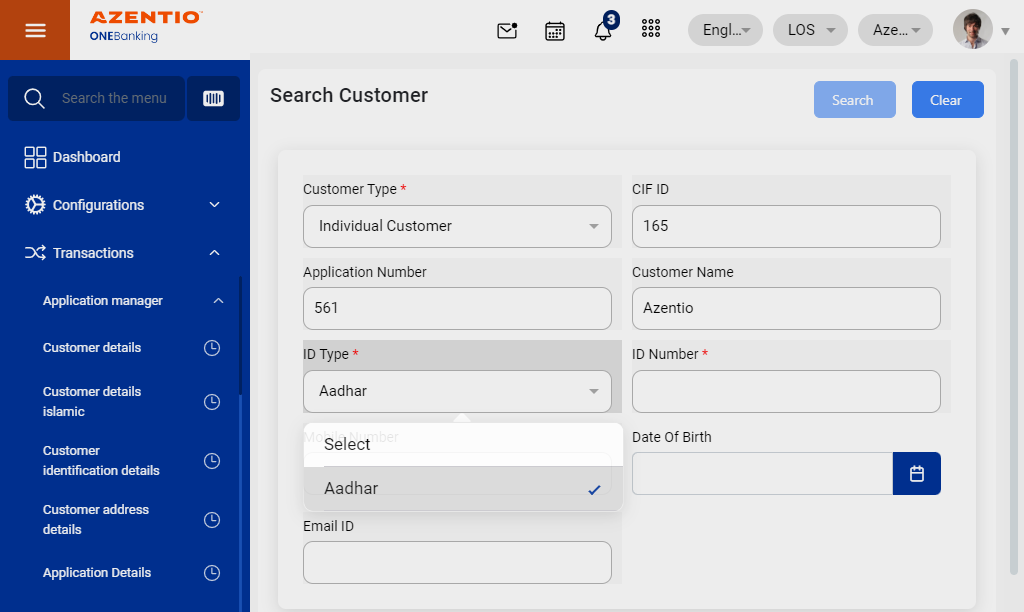 AZENTIO
ONEBanking
3
Engl...
LOS
Aze...
Search the menu
Dashboard
Configurations
Transactions
Application manager
Customer details
Customer details
islamic
Customer
identification details
Customer address
details
Application Details
Search Customer
Search
Clear
Customer Type *
Individual Customer
CIF ID
165
Application Number
561
Customer Name
Azentio
ID Type *
Aadhar
ID Number *
Mobile Number
Select
Aadhar
Date Of Birth
Email ID